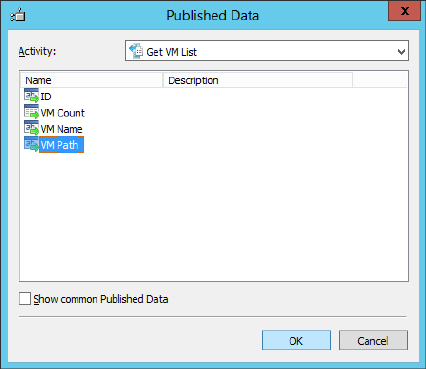 Published Data
x
Activity: Get VM List
Name Description
ID
VM Count
VM Name
VM Path
Show common Published Data
OK Cancel